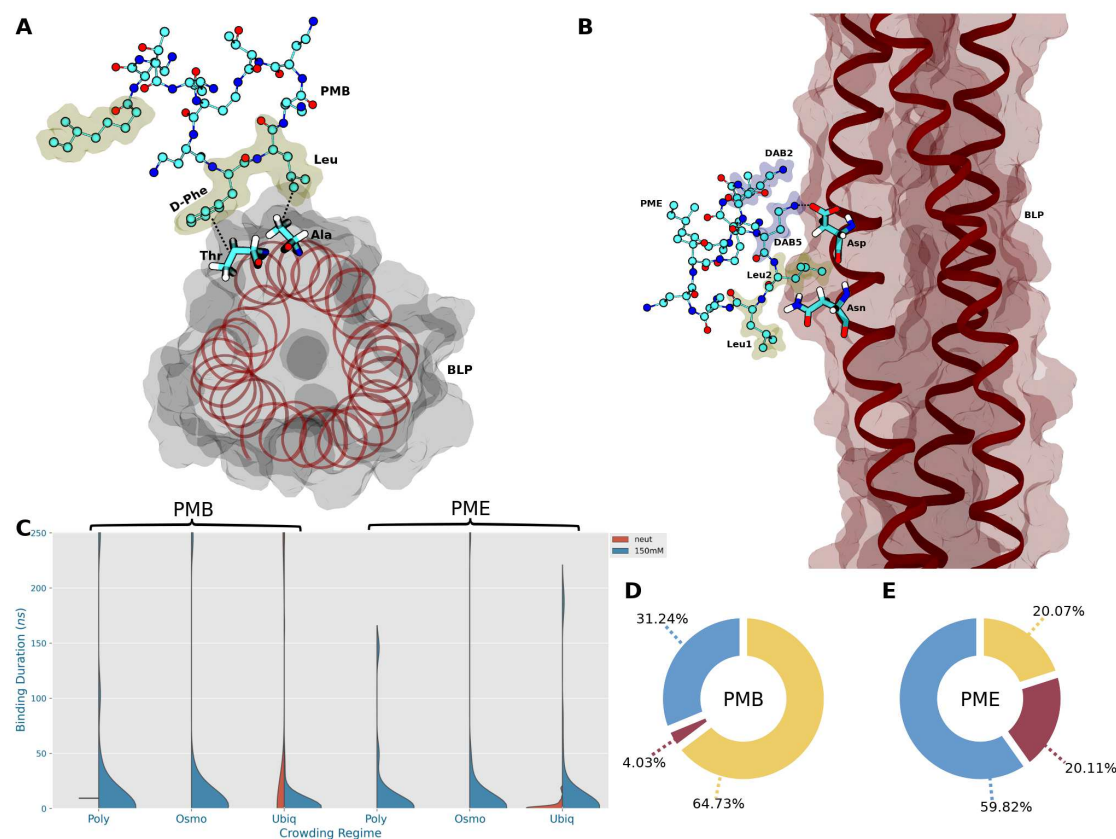 A
PMB
Leu
D-Phe
Ala
Thr
BLP
B
DAB2
PME
BLP
DAB5
Asp
Leu2
Asn
Leu1
C
PMB
PME
neut
150mM
Binding Duration (ns)
250
200
150
100
50
0
Poly
Osmo
Ubiq
Poly
Osmo
Ubiq
Crowding Regime
D
31.24%
PMB
4.03%
64.73%
E
20.07%
PME
20.11%
59.82%